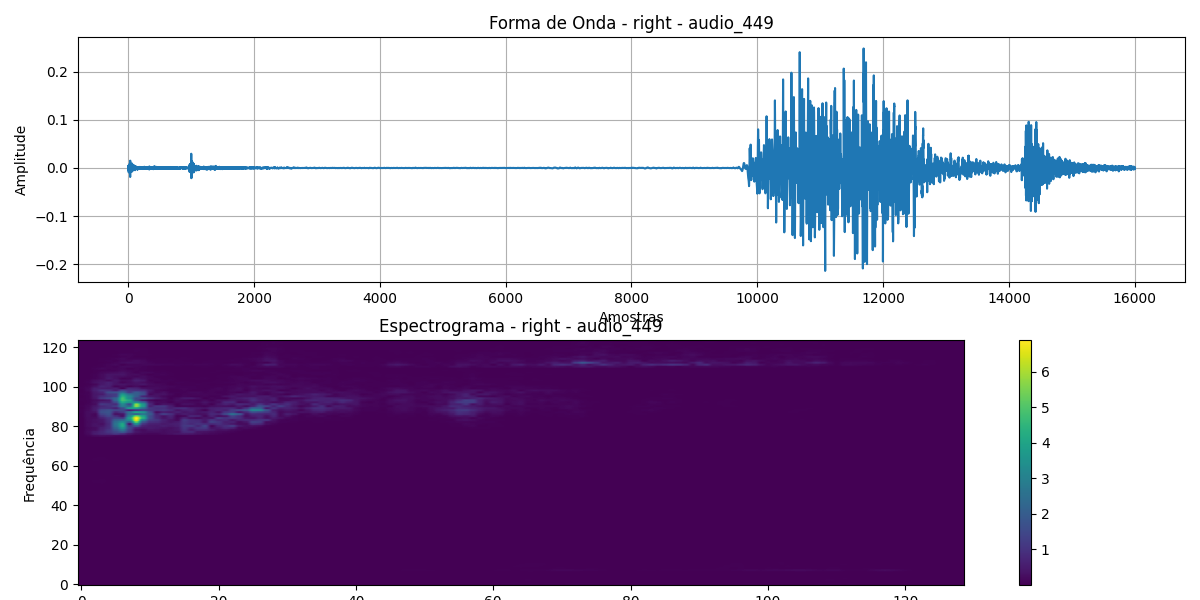 Forma de Onda - right - audio_449
Amplitude
0.2
0.1
0.0
−0.1
−0.2
0 2000 4000 6000 8000 10000 12000 14000 16000
Amostras
Espectrograma - right - audio_449
Frequência
120
100
80
60
40
20
0
0 20 40 60 80 100 120
6
5
4
3
2
1